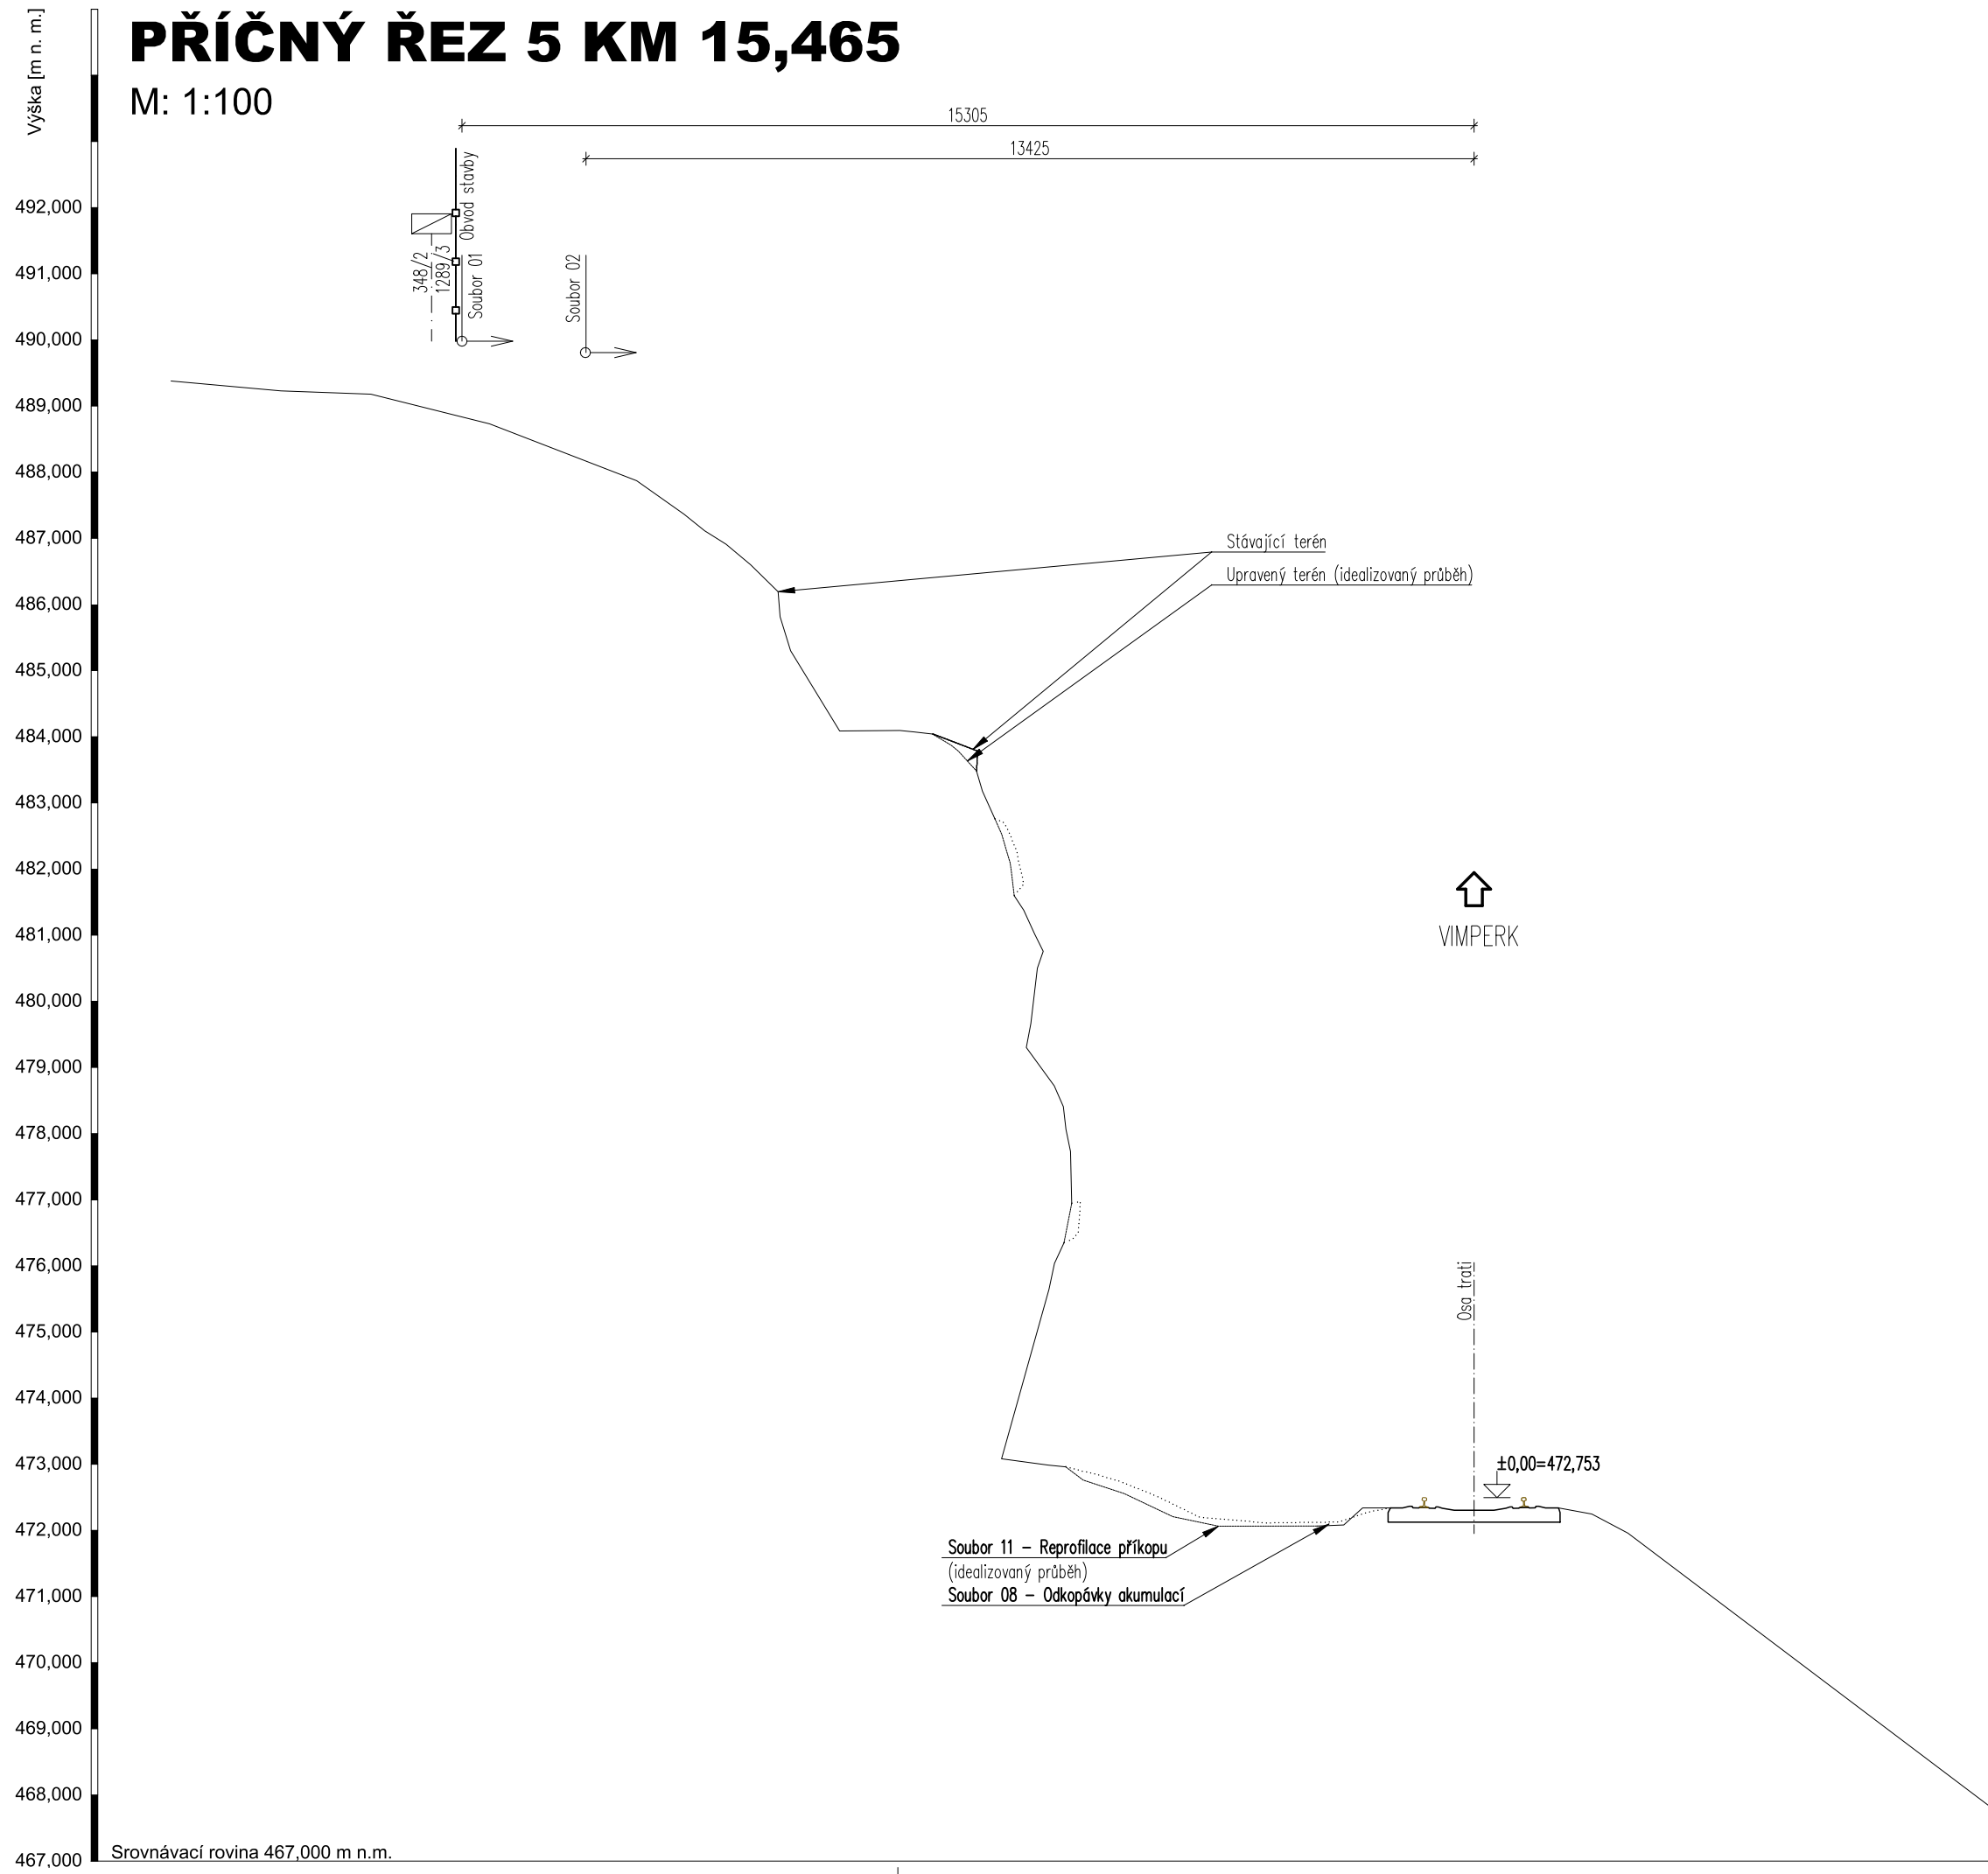 Výška [m n. m.]
PŘÍČNÝ ŘEZ 5 KM 15,465
M: 1:100
15305
13425
Obvod stavby
348/2
1289/3
Soubor 01
Soubor 02
492,000
491,000
490,000
489,000
488,000
487,000
486,000
485,000
484,000
483,000
482,000
481,000
480,000
479,000
478,000
477,000
476,000
475,000
474,000
473,000
472,000
471,000
470,000
469,000
468,000
467,000
Stávající terén
Upravený terén (idealizovaný průběh)
VIMPERK
Osa trati
±0,00=472,753
Soubor 11 – Reprofilace příkopu
(idealizovaný průběh)
Soubor 08 – Odkopávky akumulací
Srovnávací rovina 467,000 m n.m.